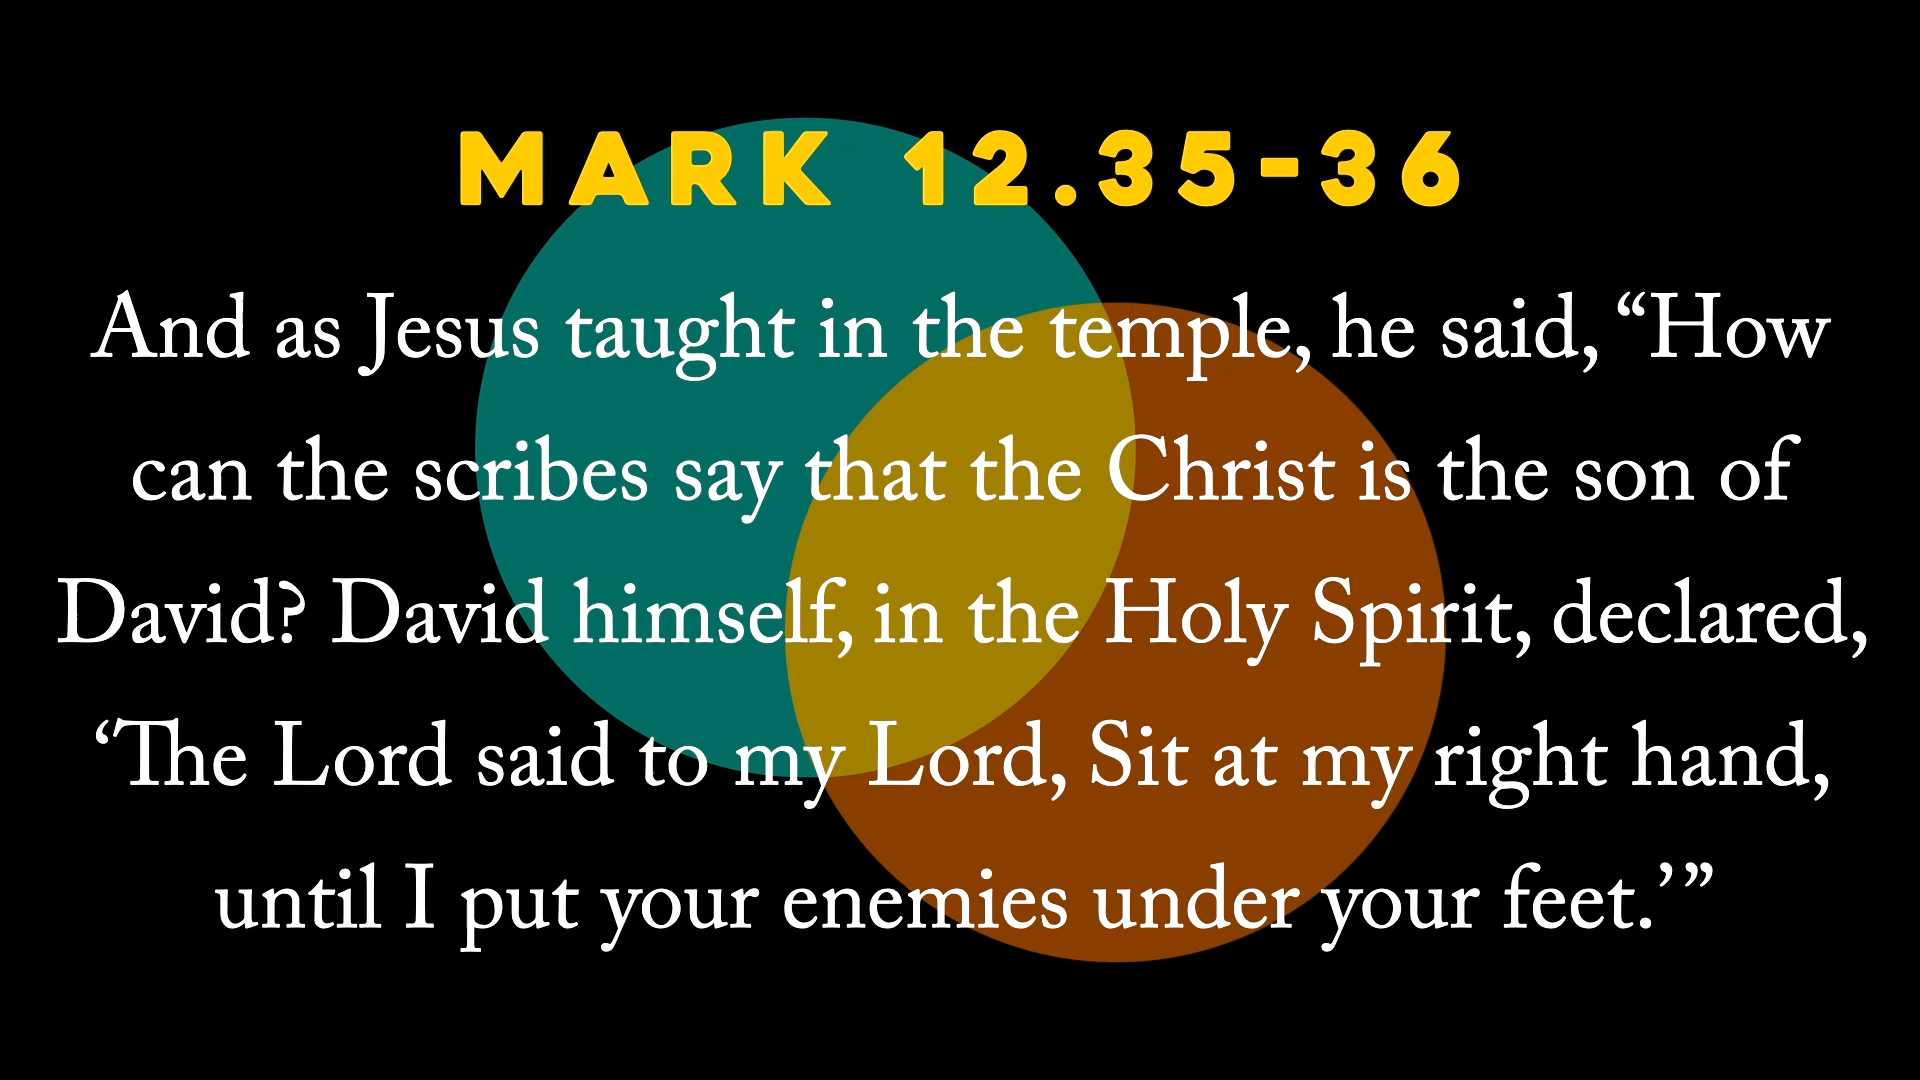 MARK 12.35-36
And as Jesus taught in the temple, he said, “How
can the scribes say that the Christ is the son of
David? David himself, in the Holy Spirit, declared,
‘The Lord said to my Lord, Sit at my right hand,
until I put your enemies under your feet.’”